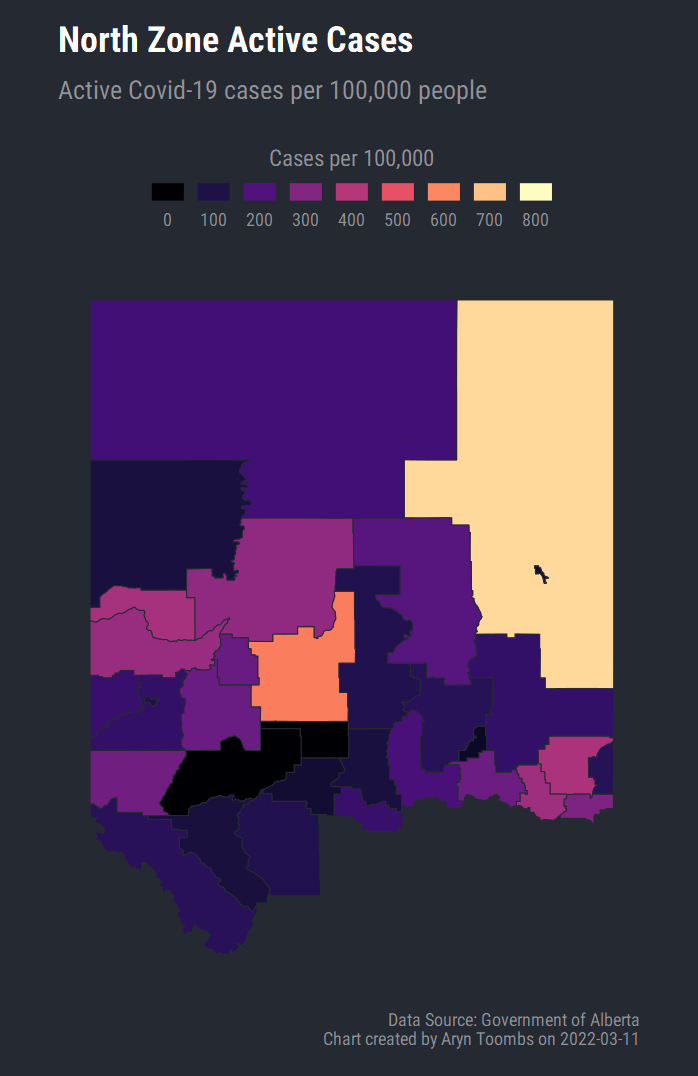 North Zone Active Cases
Active Covid-19 cases per 100,000 people
Cases per 100,000
0 100 200 300 400 500 600 700 800
Data Source: Government of Alberta
Chart created by Aryn Toombs on 2022-03-11